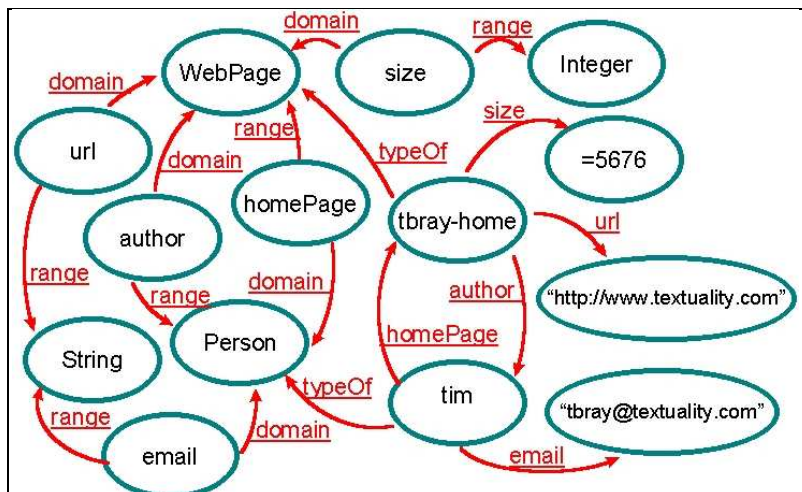 domain
range
WebPage
size
Integer
domain
size
range
typeOf
url
domain
=5676
homePage
tbray-home
url
author
range
domain
author
"http://www.textuality.com"
range
homePage
String
Person
typeOf
tim
"tbray@textuality.com"
range
domain
email
email